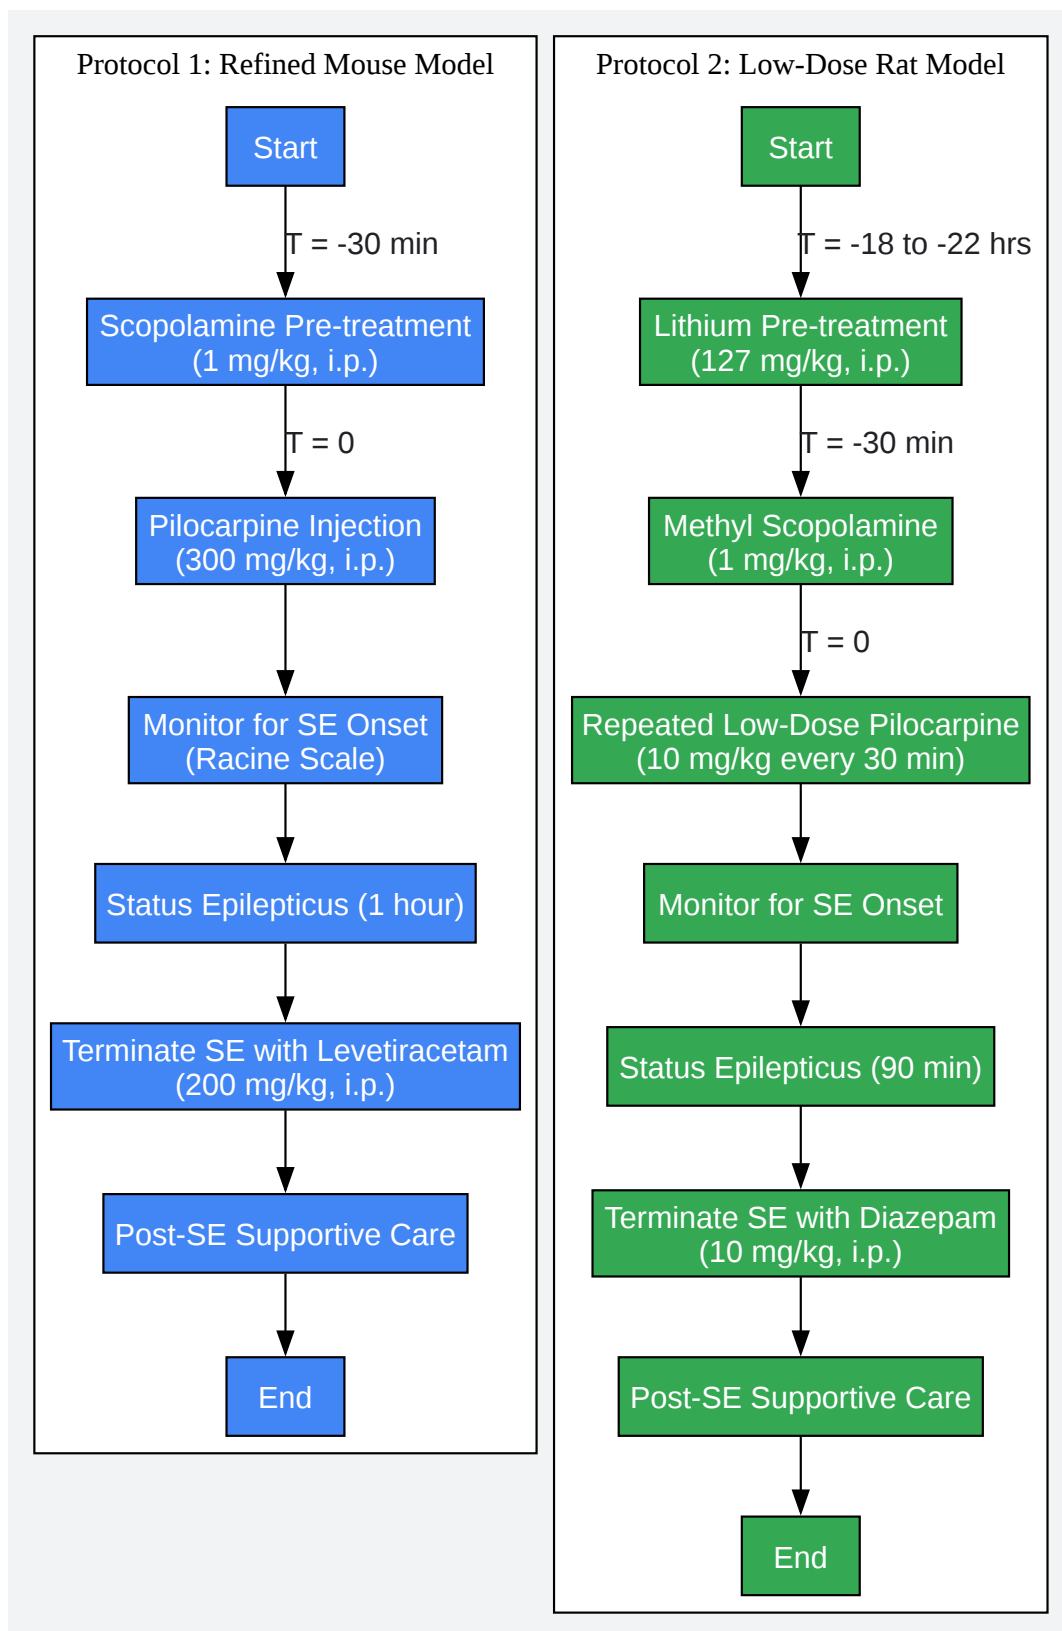 Protocol 1: Refined Mouse Model
Start
T = -30 min
Scopolamine Pre-treatment
(1 mg/kg, i.p.)
T = 0
Pilocarpine Injection
(300 mg/kg, i.p.)
Monitor for SE Onset
(Racine Scale)
Status Epilepticus (1 hour)
Terminate SE with Levetiracetam
(200 mg/kg, i.p.)
Post-SE Supportive Care
End
Protocol 2: Low-Dose Rat Model
Start
T = -18 to -22 hrs
Lithium Pre-treatment
(127 mg/kg, i.p.)
T = -30 min
Methyl Scopolamine
(1 mg/kg, i.p.)
T = 0
Repeated Low-Dose Pilocarpine
(10 mg/kg every 30 min)
Monitor for SE Onset
Status Epilepticus (90 min)
Terminate SE with Diazepam
(10 mg/kg, i.p.)
Post-SE Supportive Care
End